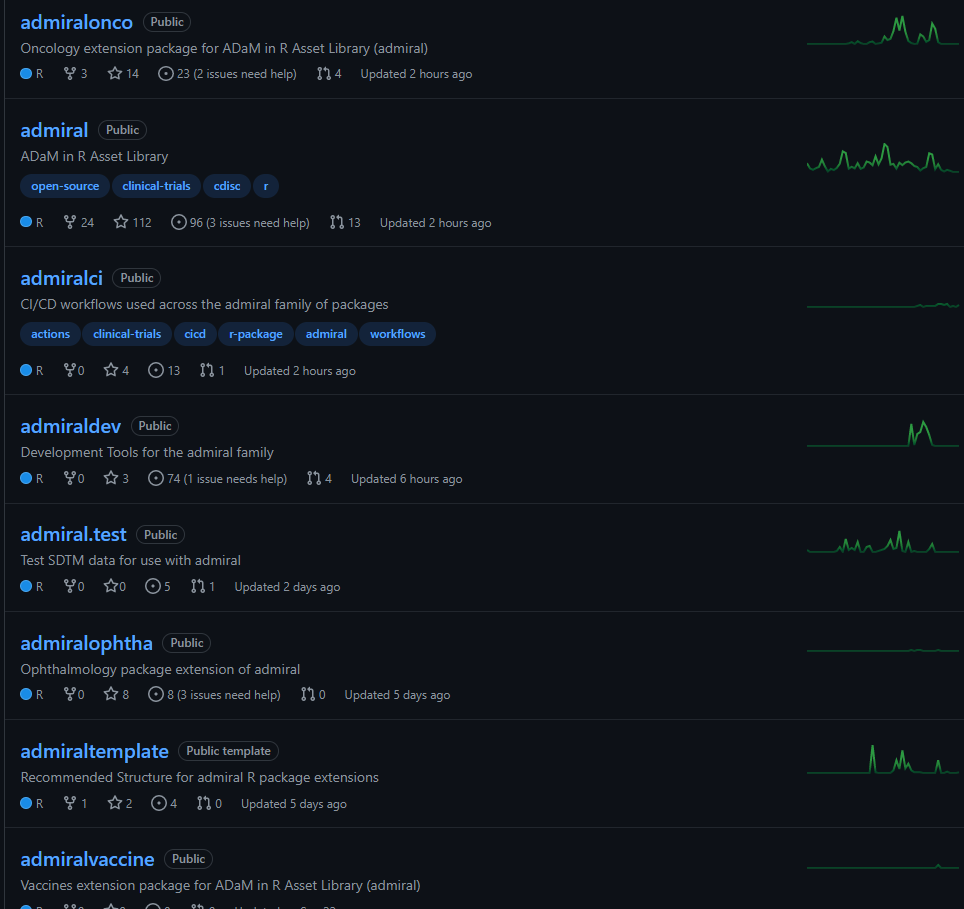 admiralonco Public
Oncology extension package for ADaM in R Asset Library (admiral)
R 3 14 23 (2 issues need help) 4 Updated 2 hours ago
admiral Public
ADaM in R Asset Library
open-source clinical-trials cdisc r
R 24 112 96 (3 issues need help) 13 Updated 2 hours ago
admiralci Public
CI/CD workflows used across the admiral family of packages
actions clinical-trials cicd r-package admiral workflows
R 0 4 13 1 Updated 2 hours ago
admiraldev Public
Development Tools for the admiral family
R 0 3 74 (1 issue needs help) 4 Updated 6 hours ago
admiral.test Public
Test SDTM data for use with admiral
R 0 0 5 1 Updated 2 days ago
admiralophtha Public
Ophthalmology package extension of admiral
R 0 8 8 (3 issues need help) 0 Updated 5 days ago
admiraltemplate Public template
Recommended Structure for admiral R package extensions
R 1 2 4 0 Updated 5 days ago
admiralvaccine Public
Vaccines extension package for ADaM in R Asset Library (admiral)